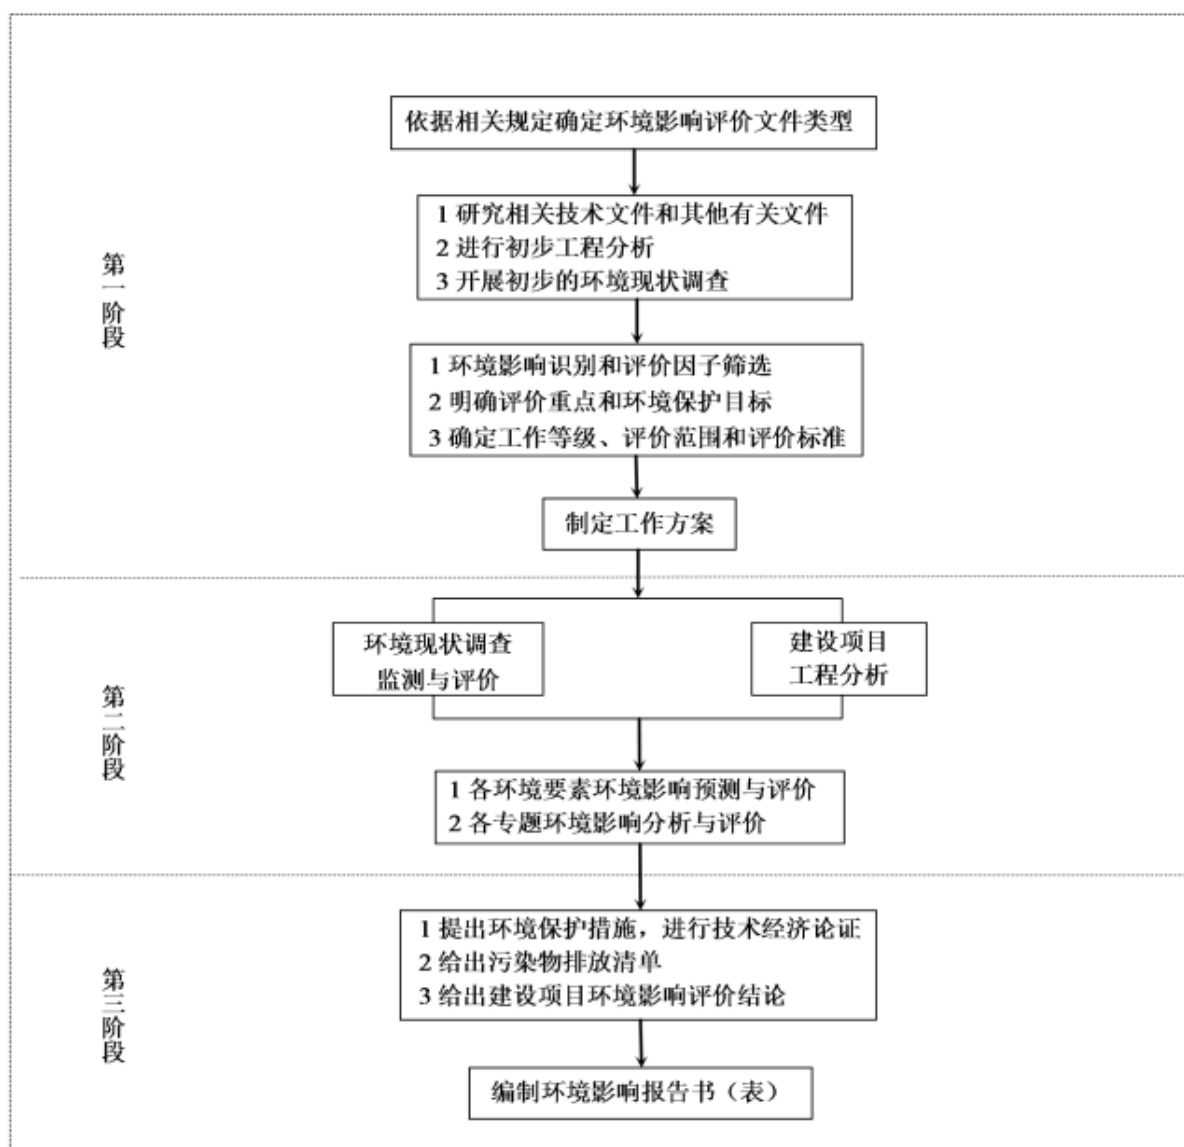 依据相关规定确定环境影响评价文件类型
1 研究相关技术文件和其他有关文件
2 进行初步工程分析
3 开展初步的环境现状调查
第一阶段
1 环境影响识别和评价因子筛选
2 明确评价重点和环境保护目标
3 确定工作等级、评价范围和评价标准
制定工作方案
环境现状调查
监测与评价
建设项目
工程分析
第二阶段
1 各环境要素环境影响预测与评价
2 各专题环境影响分析与评价
1 提出环境保护措施，进行技术经济论证
2 给出污染物排放清单
3 给出建设项目环境影响评价结论
第三阶段
编制环境影响报告书（表）